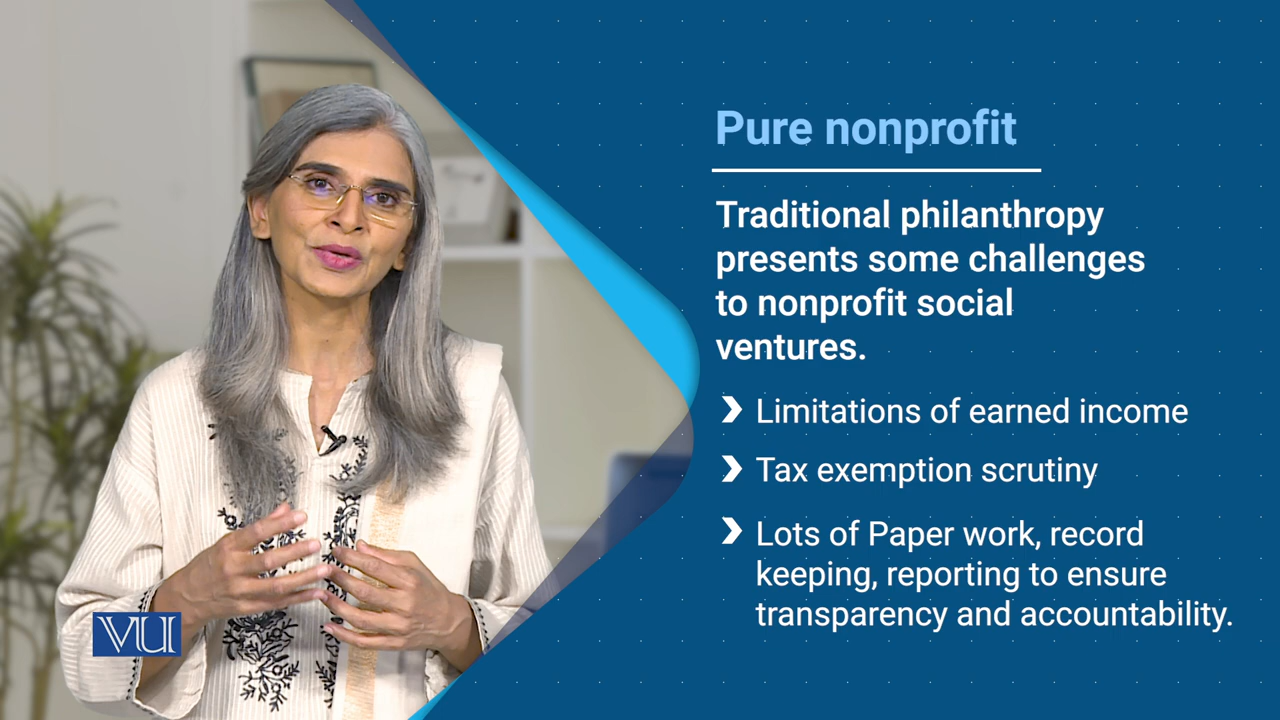 Pure nonprofit
Traditional philanthropy
presents some challenges
to nonprofit social
ventures.
Limitations of earned income
Tax exemption scrutiny
Lots of Paper work, record
keeping, reporting to ensure
transparency and accountability.
VU